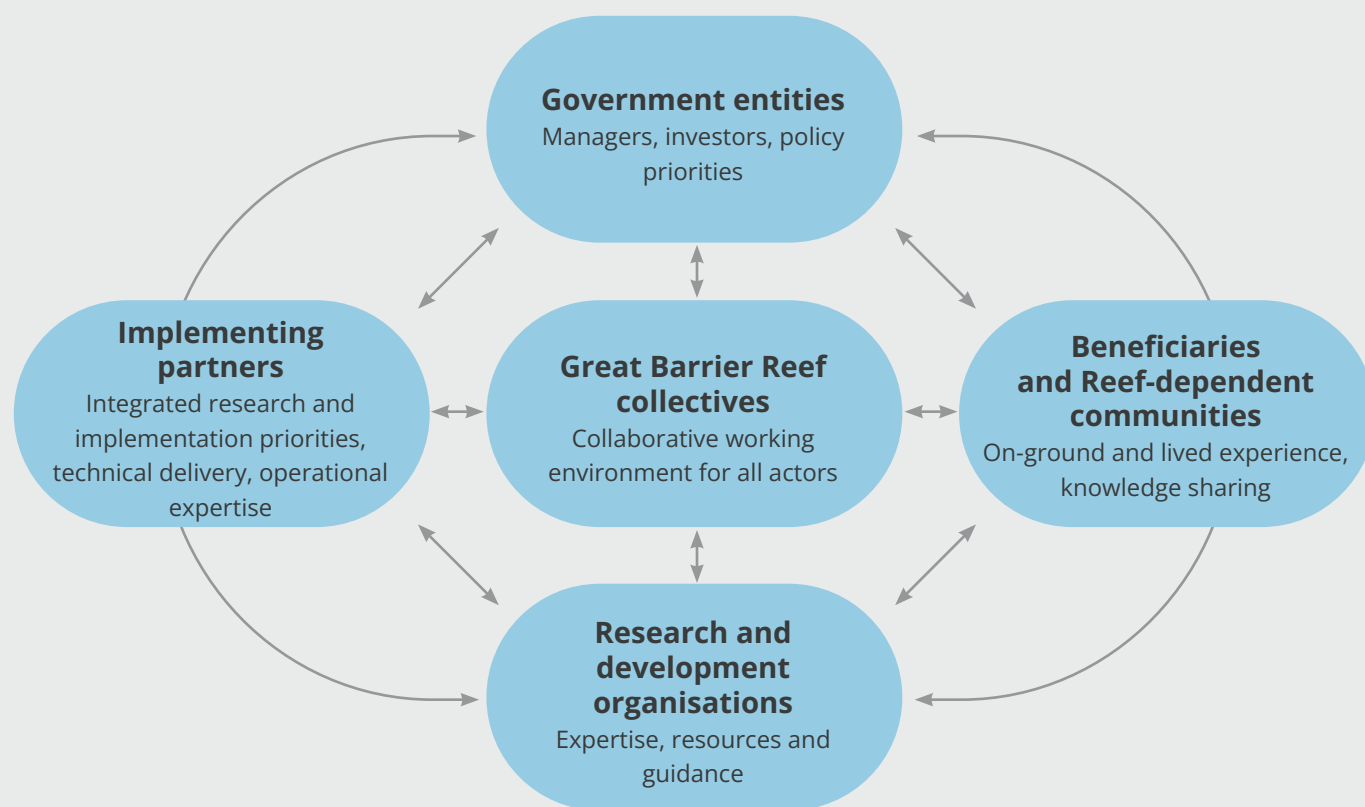 Government entities
Managers, investors, policy
priorities
Implementing
partners
Integrated research and
implementation priorities,
technical delivery, operational
expertise
Great Barrier Reef
collectives
Collaborative working
environment for all actors
Beneficiaries
and Reef-dependent
communities
On-ground and lived experience,
knowledge sharing
Research and
development
organisations
Expertise, resources and
guidance